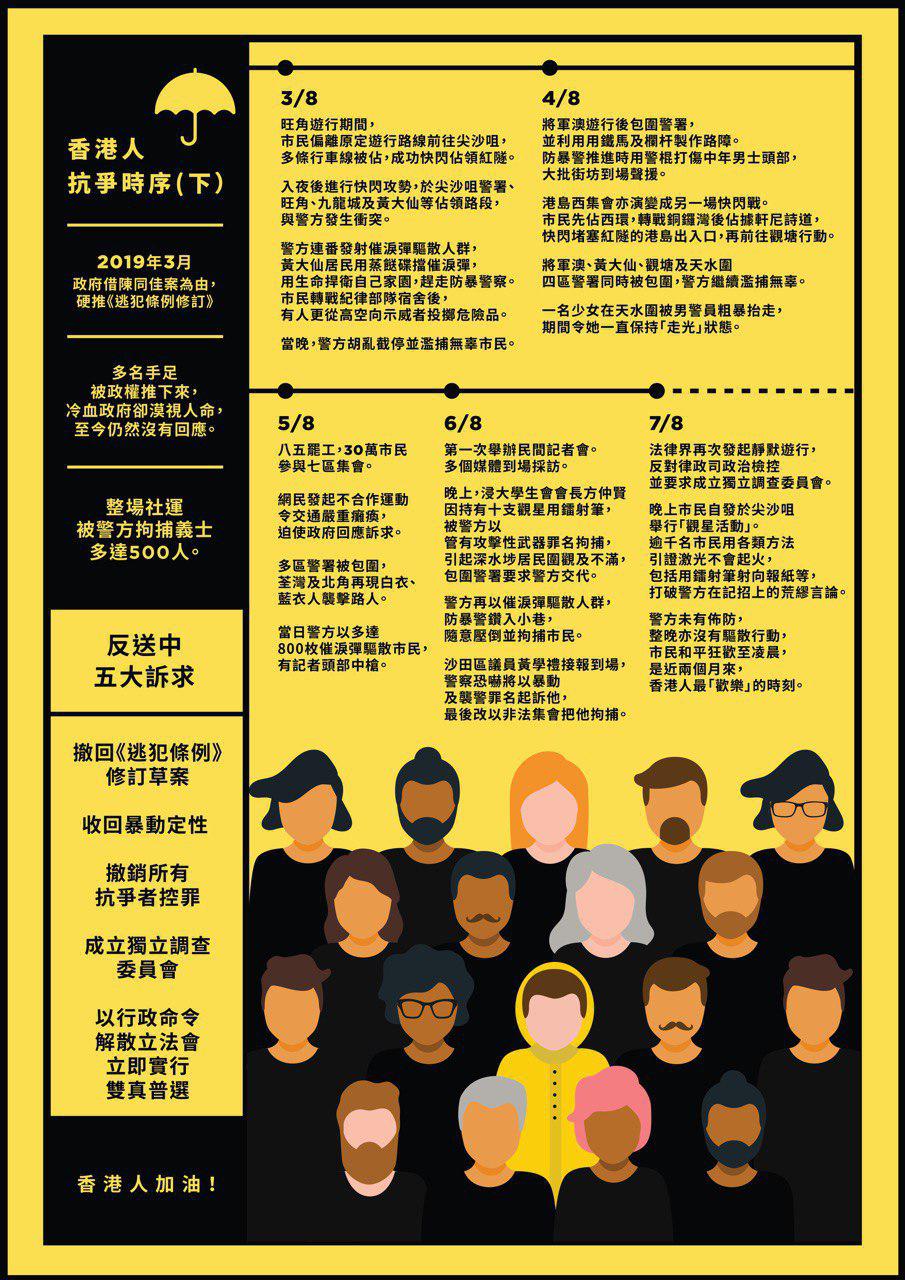 香港人
抗爭時序(下)
2019年3月
政府借陳同佳案為由,
硬推《逃犯條例修訂》
多名手足
被政權推下來,
冷血政府卻漠視人命,
至今仍然沒有回應。
整場社運
被警方拘捕義士
多達500人。
反送中
五大訴求
撤回《逃犯條例》
修訂草案
收回暴動定性
撤銷所有
抗爭者控罪
成立獨立調查
委員會
以行政命令
解散立法會
立即實行
雙真普選
香港人加油!
3/8
旺角遊行期間,
市民偏離原定遊行路線前往尖沙咀,
多條行車線被佔,成功快閃佔領紅隧。
入夜後進行快閃攻勢,於尖沙咀警署、
旺角、九龍城及黃大仙等佔領路段,
與警方發生衝突。
警方連番發射催淚彈驅散人群,
黃大仙居民用蒸餸碟擋催淚彈,
用生命捍衛自己家園,趕走防暴警察。
市民轉戰紀律部隊宿舍後,
有人更從高空向示威者投擲危險品。
當晚,警方胡亂截停並濫捕無辜市民。
4/8
將軍澳遊行後包圍警署,
並利用用鐵馬及欄杆製作路障。
防暴警推進時用警棍打傷中年男士頭部,
大批街坊到場聲援。
港島西集會亦演變成另一場快閃戰。
市民先佔西環,轉戰銅鑼灣後佔據軒尼詩道,
快閃堵塞紅隧的港島出入口,再前往觀塘行動。
將軍澳、黃大仙、觀塘及天水圍
四區警署同時被包圍,警方繼續濫捕無辜。
一名少女在天水圍被男警員粗暴抬走,
期間令她一直保持「走光」狀態。
5/8
八五罷工,30萬市民
參與七區集會。
網民發起不合作運動
令交通嚴重癱瘓,
迫使政府回應訴求。
多區警署被包圍,
荃灣及北角再現白衣、
藍衣人襲擊路人。
當日警方以多達
800枚催淚彈驅散市民,
有記者頭部中槍。
6/8
第一次舉辦民間記者會。
多個媒體到場採訪。
晚上,浸大學生會會長方仲賢
因持有十支觀星用鐳射筆,
被警方以
管有攻擊性武器罪名拘捕,
引起深水埗居民圍觀及不滿,
包圍警署要求警方交代。
警方再以催淚彈驅散人群,
防暴警鑽入小巷,
隨意壓倒並拘捕市民。
沙田區議員黃學禮接報到場,
警察恐嚇將以暴動
及襲警罪名起訴他,
最後改以非法集會把他拘捕。
7/8
法律界再次發起靜默遊行,
反對律政司政治檢控
並要求成立獨立調查委員會。
晚上市民自發於尖沙咀
舉行「觀星活動」。
逾千名市民用各類方法
引證激光不會起火,
包括用鐳射筆射向報紙等,
打破警方在記招上的荒繆言論。
警方未有佈防,
整晚亦沒有驅散行動,
市民和平狂歡至凌晨,
是近兩個月來,
香港人最「歡樂」的時刻。